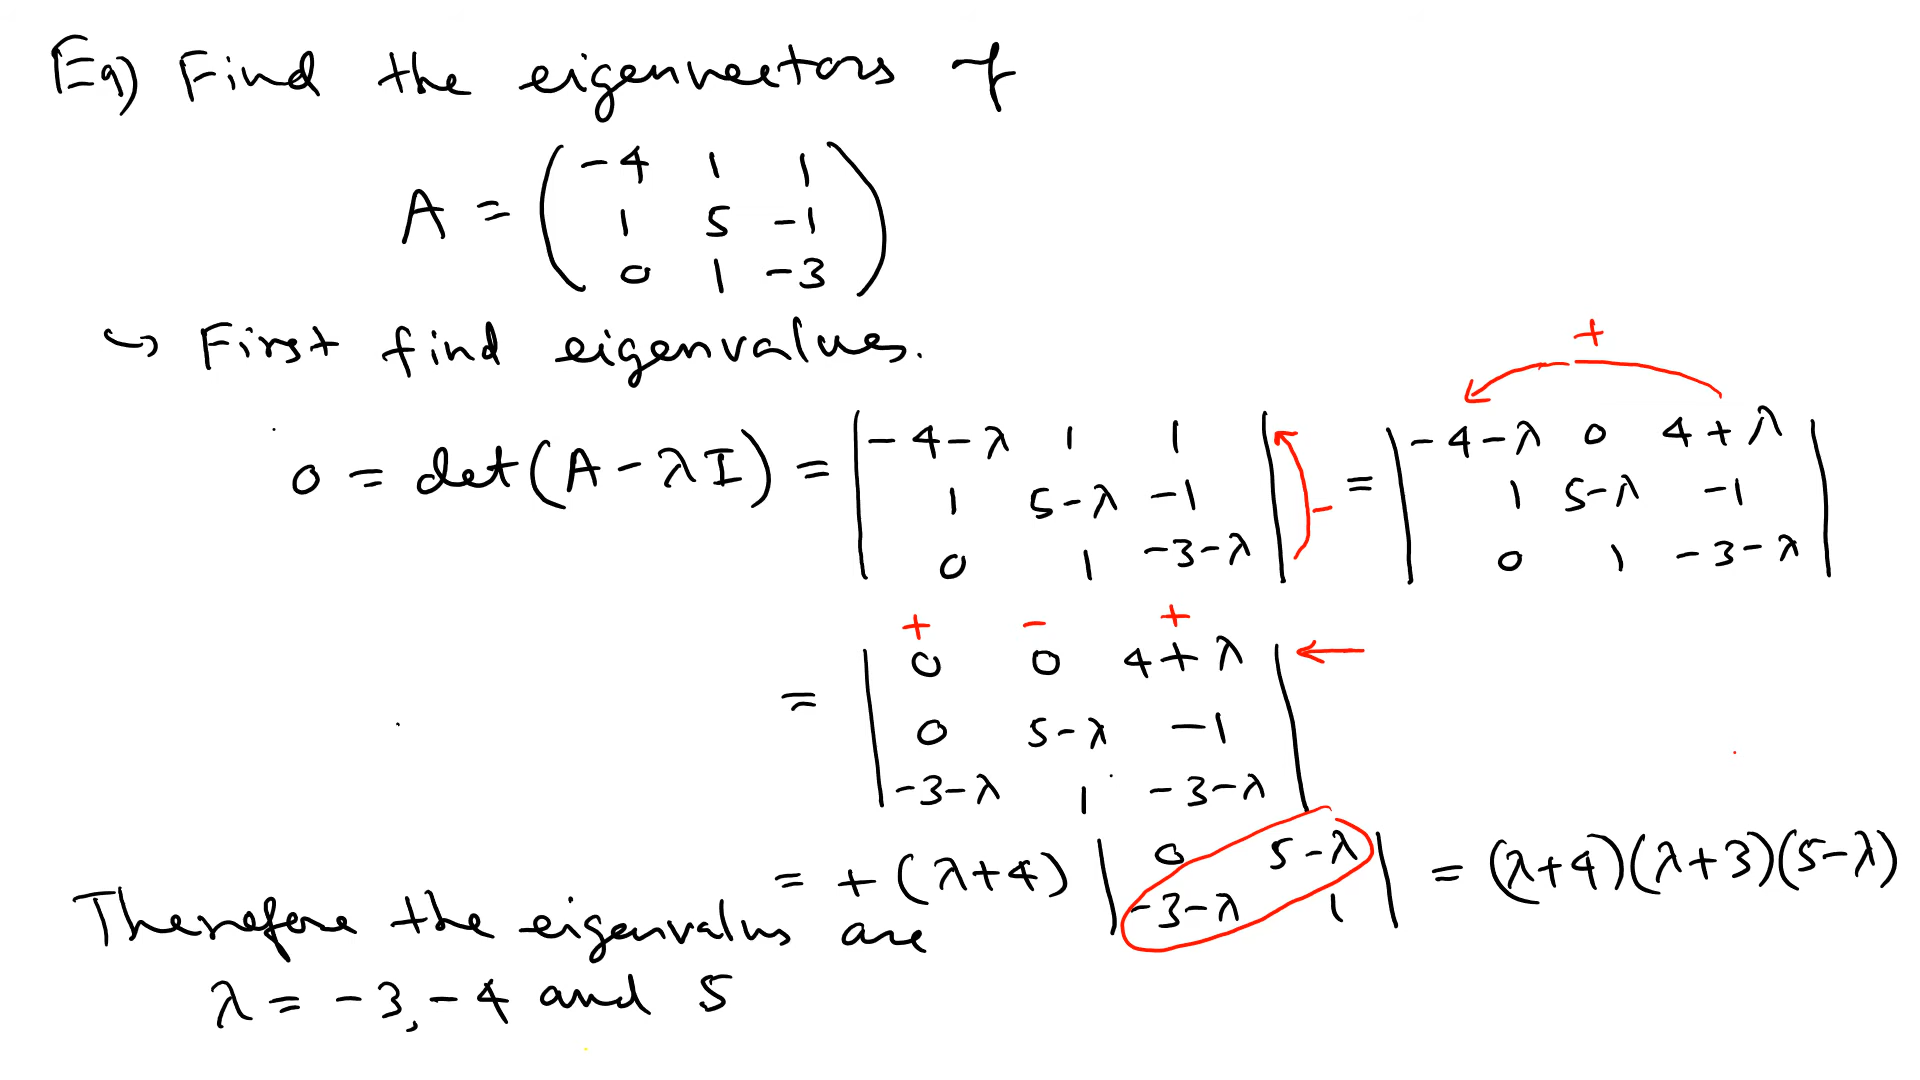 Eg) Find the eigenvectors of
A = ( -4 1 1
1 5 -1
0 1 -3 )
↪ First find eigenvalues.
+
0 = det(A - λI) = | -4-λ 1 1 | = | -4-λ 0 4+λ |
| 1 5-λ -1 | - | 1 5-λ -1 |
| 0 1 -3-λ | | 0 1 -3-λ |
+ - +
= | 0 0 4+λ | ←
| 0 5-λ -1 |
| -3-λ 1 -3-λ |
= + (λ+4) | 0 5-λ | = (λ+4)(λ+3)(5-λ)
| -3-λ 1 |
Therefore the eigenvalues are
λ = -3, -4 and 5